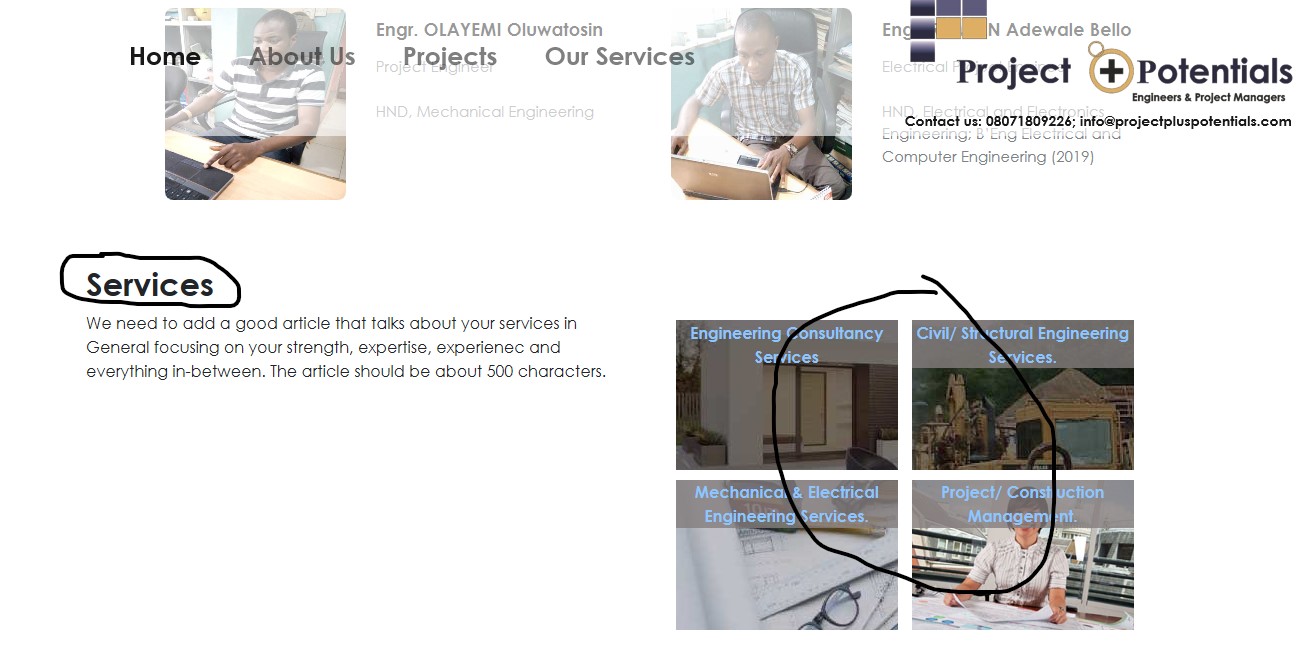 Engr. OLAYEMI Oluwatosin
Project Engineer
HND, Mechanical Engineering
Adewale Bello
Electrical
HND, Electrical and Electronics
Engineering; B'Eng Electrical and
Computer Engineering (2019)
Home About Us Projects Our Services
Project Potentials
Engineers & Project Managers
Contact us: 08071809226; info@projectpluspotentials.com
Services
We need to add a good article that talks about your services in
General focusing on your strength, expertise, experienec and
everything in-between. The article should be about 500 characters.
Engineering Consultancy
Services
Civil/ Structural Engineering
Services.
Mechanical & Electrical
Engineering Services.
Project/ Construction
Management.